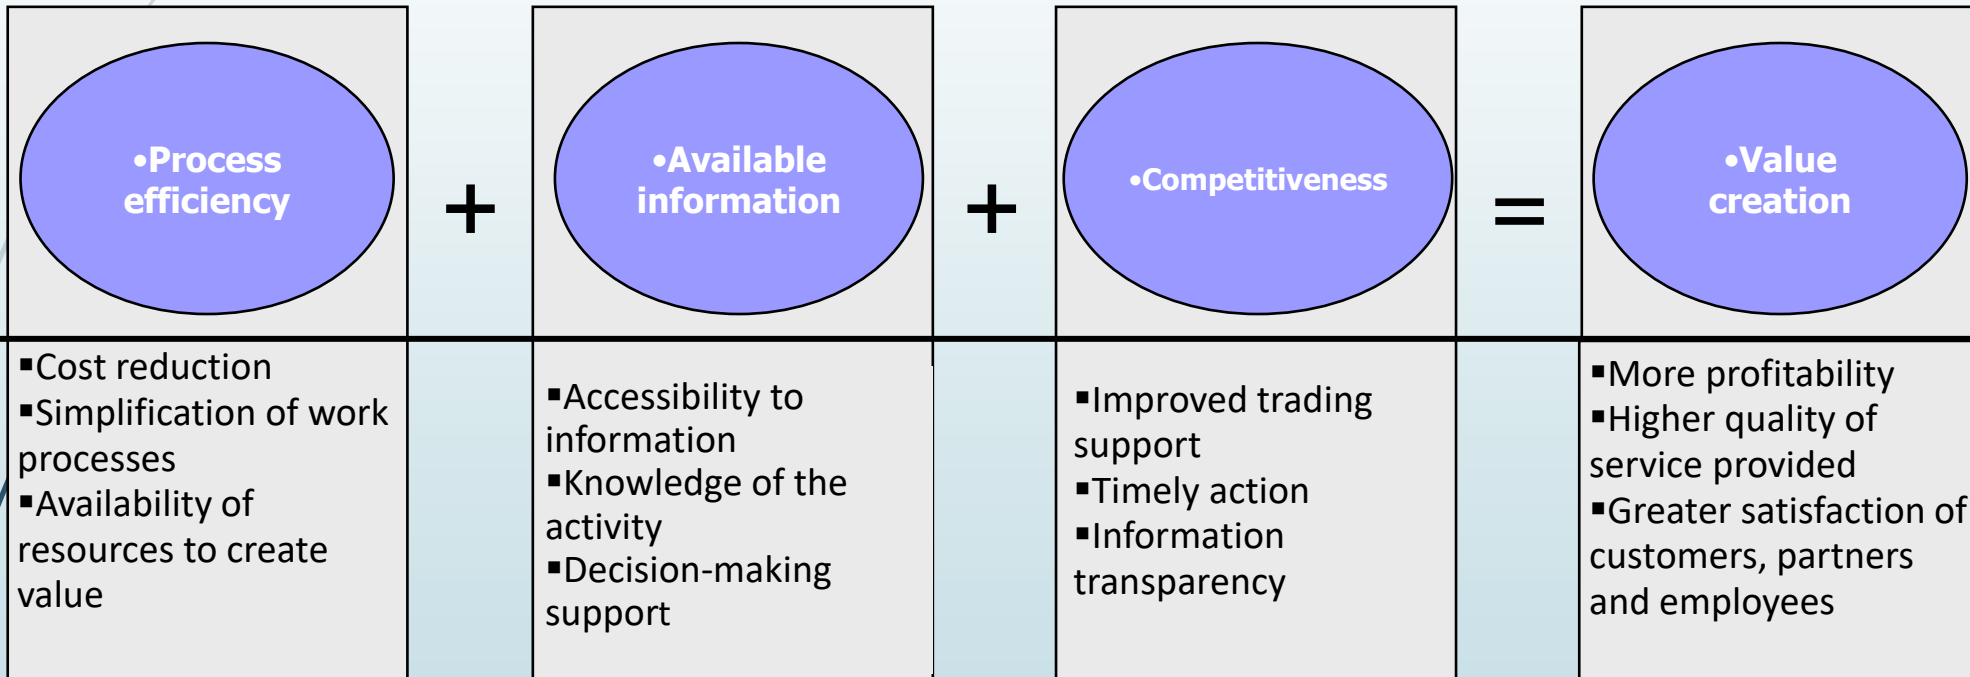 •Process
efficiency
+
•Available
information
+
•Competitiveness
=
•Value
creation
▪Cost reduction
▪Simplification of work
processes
▪Availability of
resources to create
value
▪Accessibility to
information
▪Knowledge of the
activity
▪Decision-making
support
▪Improved trading
support
▪Timely action
▪Information
transparency
▪More profitability
▪Higher quality of
service provided
▪Greater satisfaction of
customers, partners
and employees